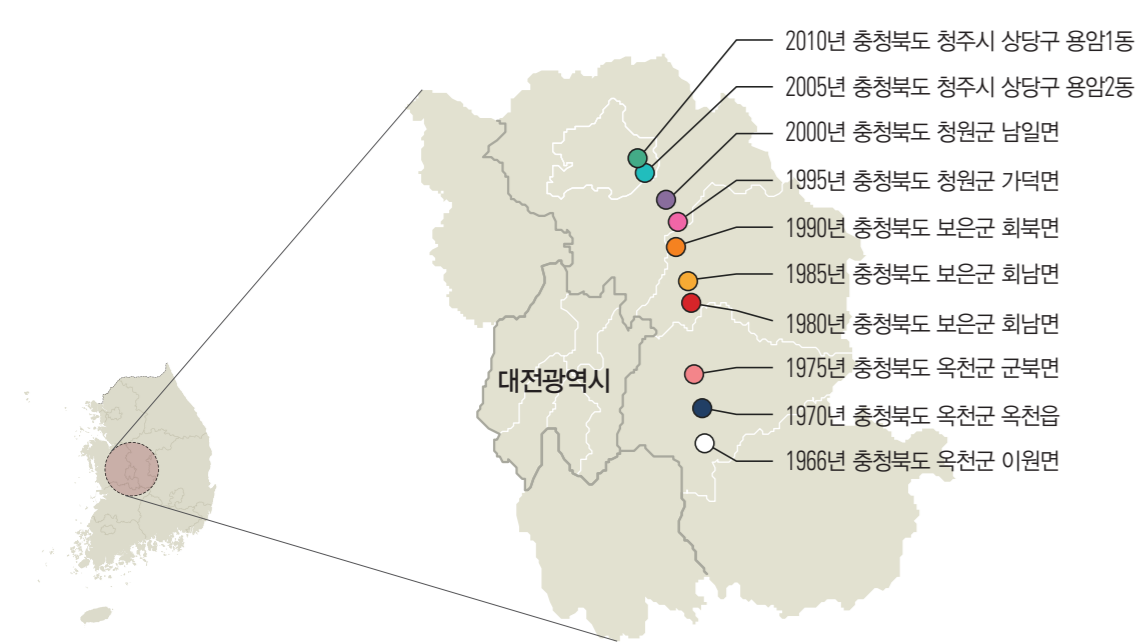 2010년 충청북도 청주시 상당구 용암1동
2005년 충청북도 청주시 상당구 용암2동
2000년 충청북도 청원군 남일면
1995년 충청북도 청원군 가덕면
1990년 충청북도 보은군 회북면
1985년 충청북도 보은군 회남면
1980년 충청북도 보은군 회남면
1975년 충청북도 옥천군 군북면
1970년 충청북도 옥천군 옥천읍
1966년 충청북도 옥천군 이원면
대전광역시